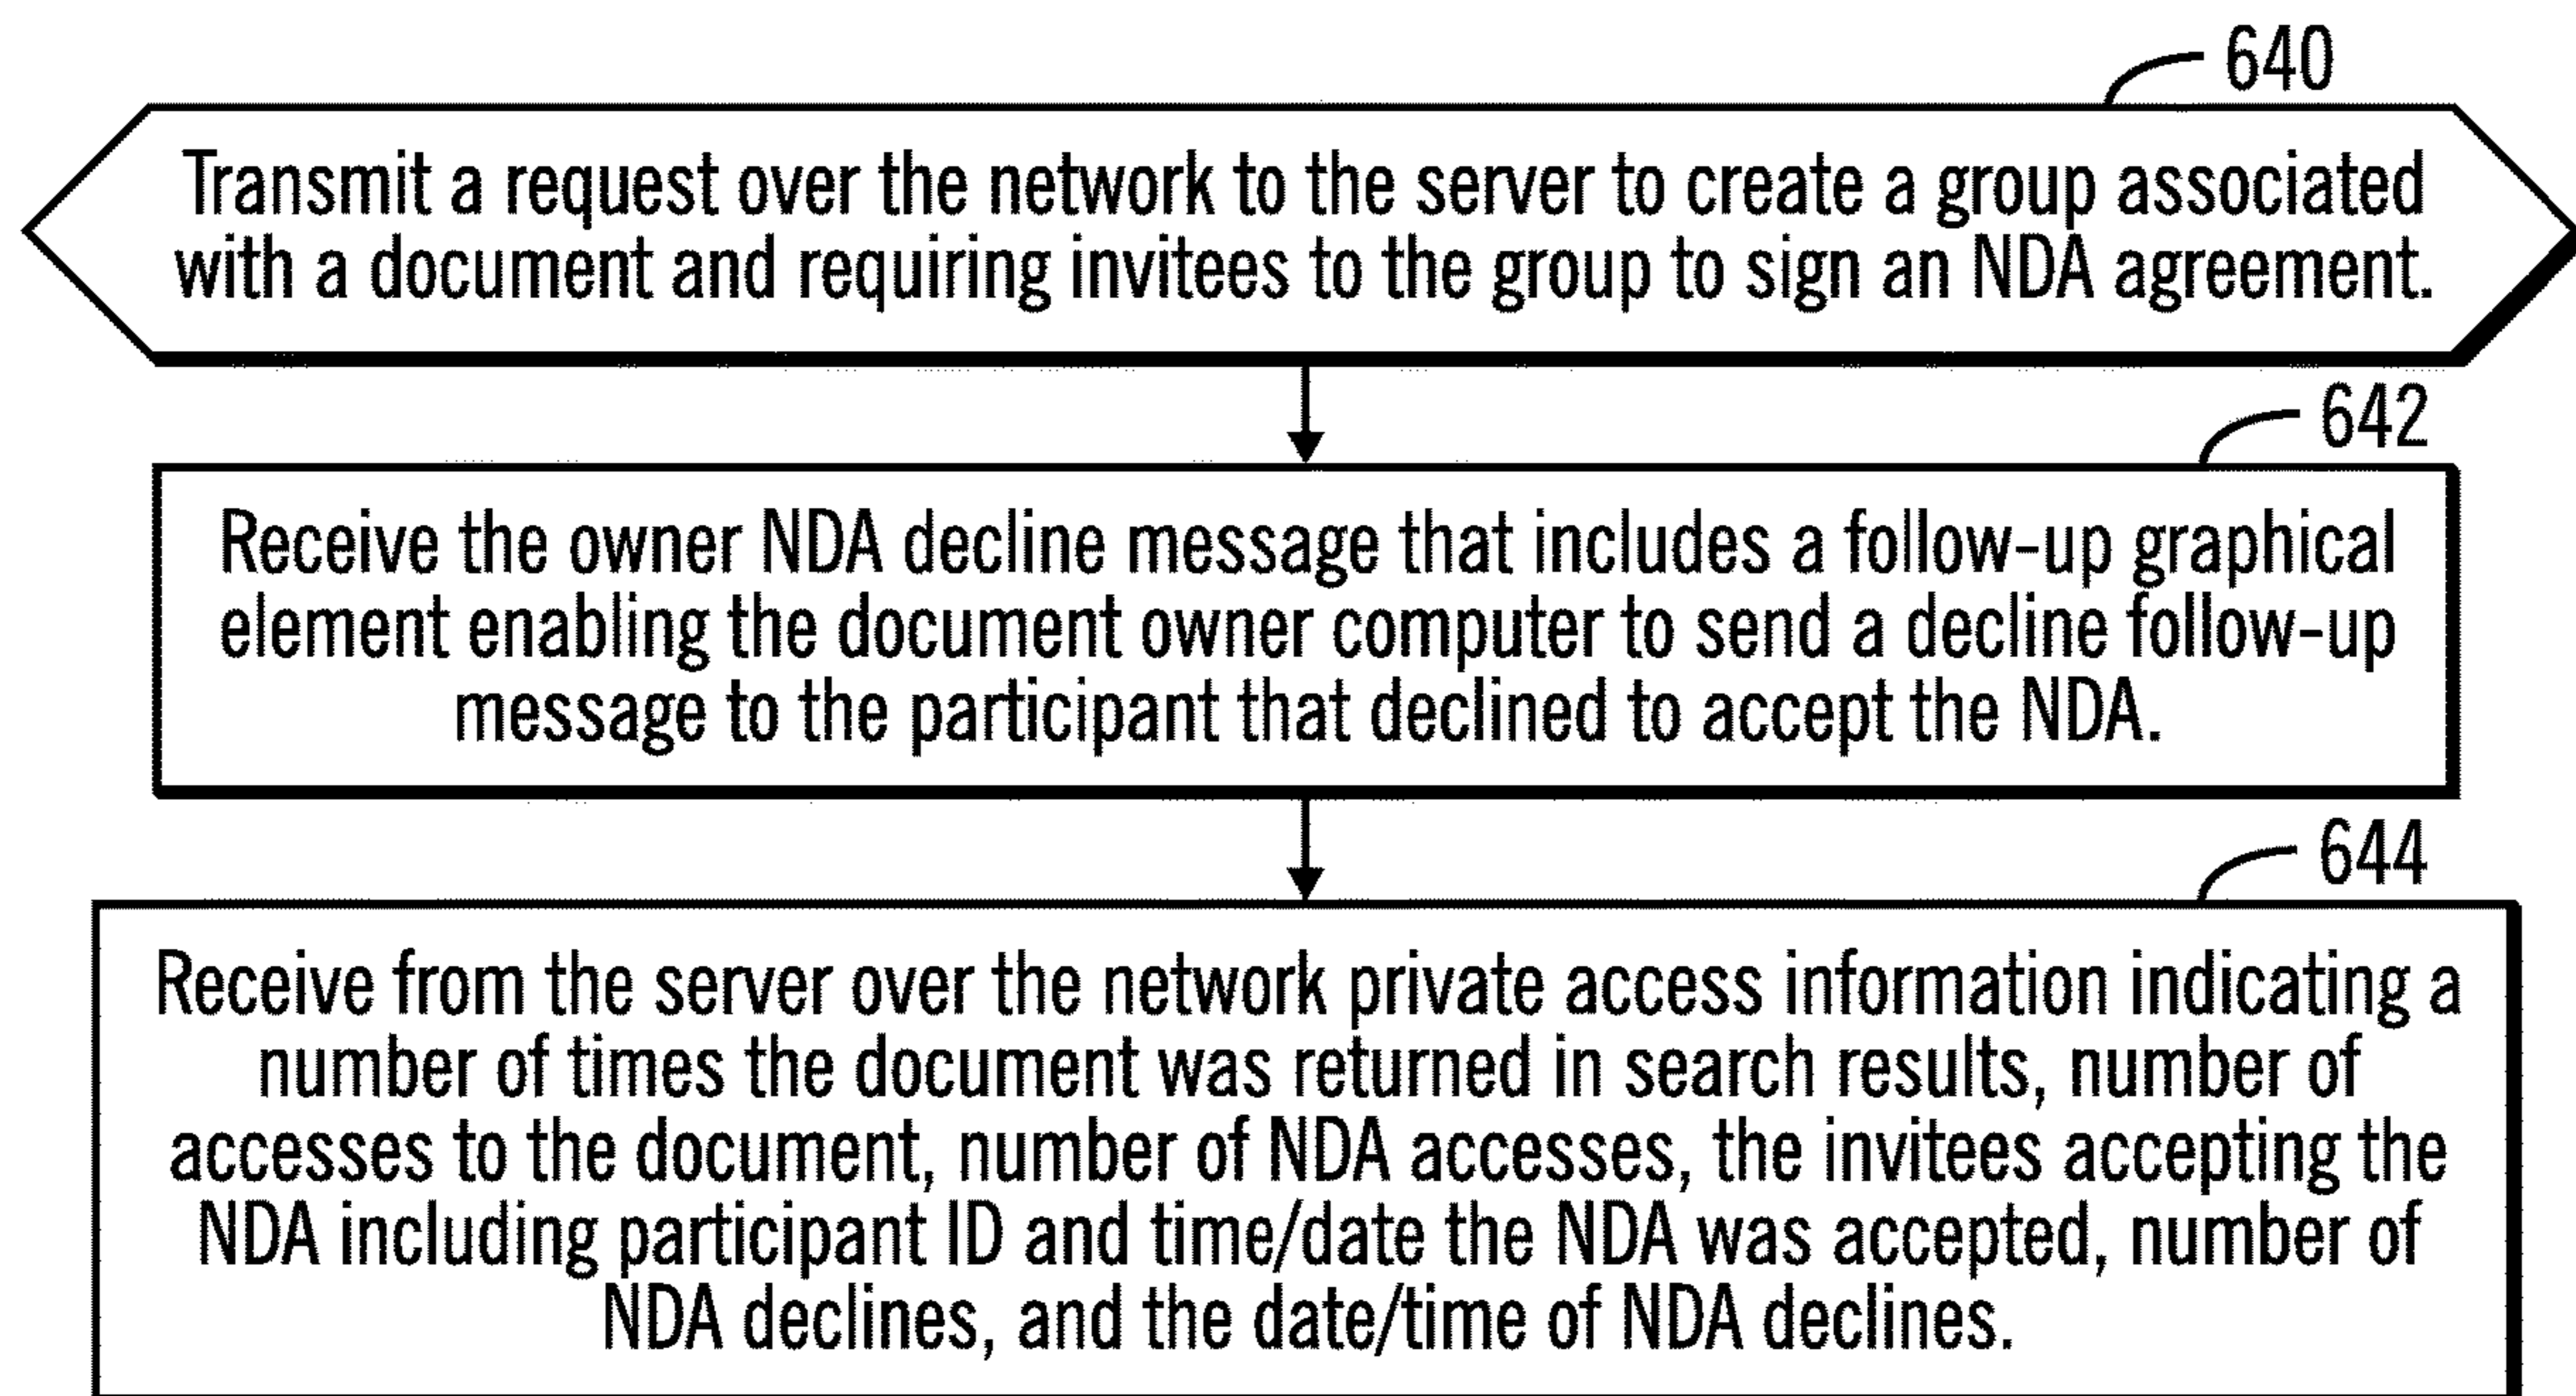 640
Transmit a request over the network to the server to create a group associated
with a document and requiring invitees to the group to sign an NDA agreement.
642
Receive the owner NDA decline message that includes a follow-up graphical
element enabling the document owner computer to send a decline follow-up
message to the participant that declined to accept the NDA.
644
Receive from the server over the network private access information indicating a
number of times the document was returned in search results, number of
accesses to the document, number of NDA accesses, the invitees accepting the
NDA including participant ID and time/date the NDA was accepted, number of
NDA declines, and the date/time of NDA declines.